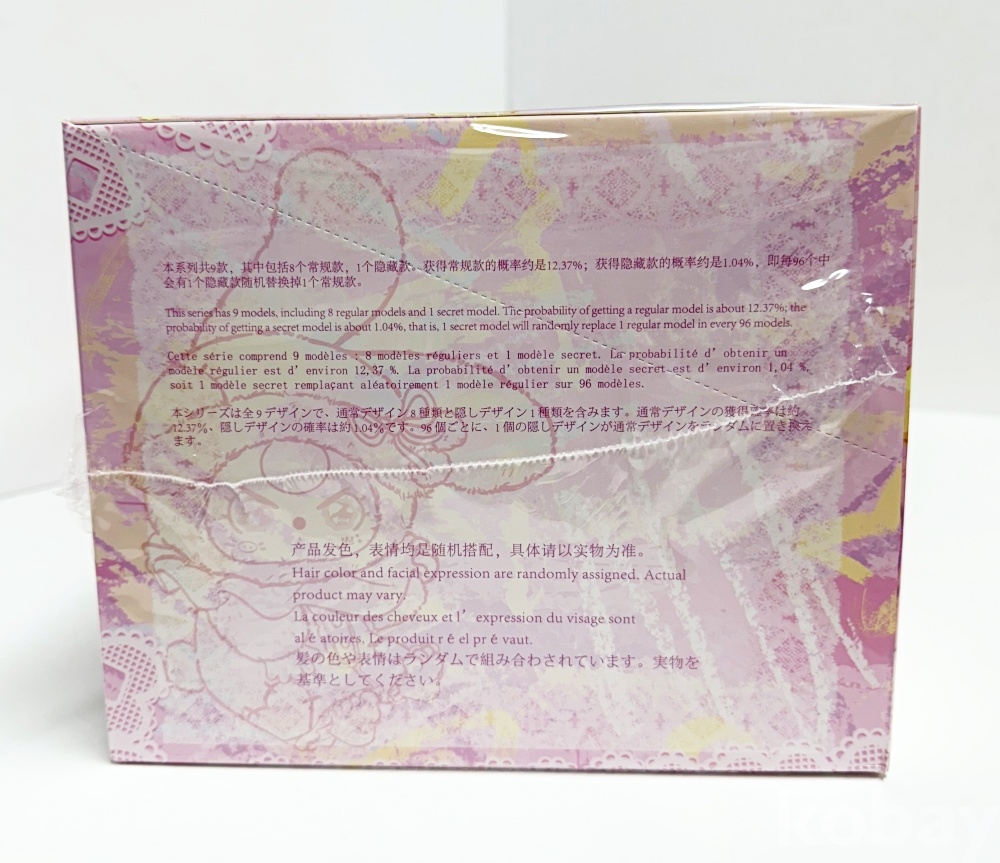 本系列共9款，其中包括8个常规款，1个隐藏款。获得常规款的概率约是12.37%；获得隐藏款的概率约是1.04%，即每96个中
会有1个隐藏款随机替换掉1个常规款。
This series has 9 models, including 8 regular models and 1 secret model. The probability of getting a regular model is about 12.37%; the
probability of getting a secret model is about 1.04%, that is, 1 secret model will randomly replace 1 regular model in every 96 models.
Cette série comprend 9 modèles : 8 modèles réguliers et 1 modèle secret. La probabilité d' obtenir un
modèle régulier est d' environ 12,37 %. La probabilité d' obtenir un modèle secret est d' environ 1,04 %,
soit 1 modèle secret remplaçant aléatoirement 1 modèle régulier sur 96 modèles.
本シリーズは全9デザインで、通常デザイン8種類と隠しデザイン1種類を含みます。通常デザインの獲得確率は約
12.37%、隠しデザインの確率は約1.04%です。96個ごとに、1個の隠しデザインが通常デザインをランダムに置き換え
ます。
产品发色，表情均是随机搭配，具体请以实物为准。
Hair color and facial expression are randomly assigned. Actual
product may vary.
La couleur des cheveux et l' expression du visage sont
al é atoires. Le produit r é el pr é vaut.
髪の色や表情はランダムで組み合わされています。実物を
基準としてください。
kobay